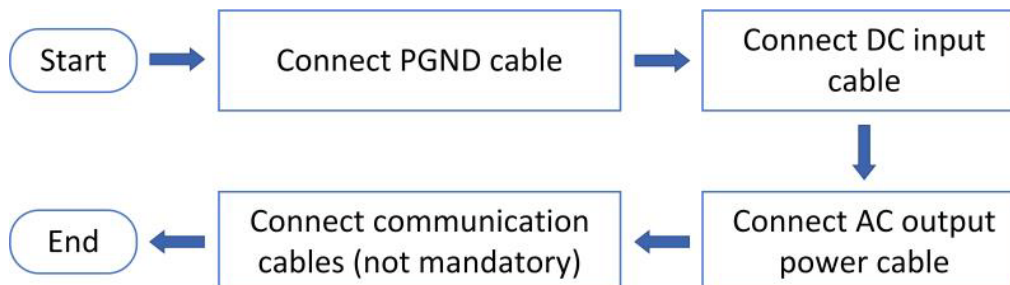 Start
Connect PGND cable
Connect DC input
cable
Connect AC output
power cable
Connect communication
cables (not mandatory)
End